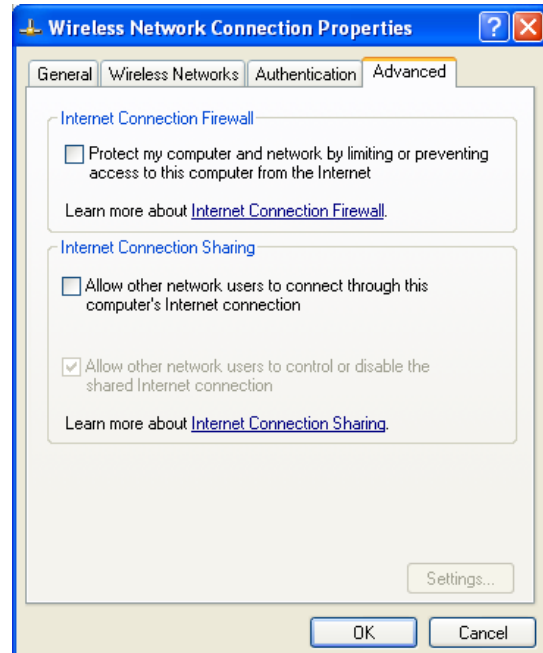 Wireless Network Connection Properties
General Wireless Networks Authentication Advanced
Internet Connection Firewall
Protect my computer and network by limiting or preventing
access to this computer from the Internet
Learn more about Internet Connection Firewall.
Internet Connection Sharing
Allow other network users to connect through this
computer's Internet connection
Allow other network users to control or disable the
shared Internet connection
Learn more about Internet Connection Sharing.
Settings...
OK Cancel